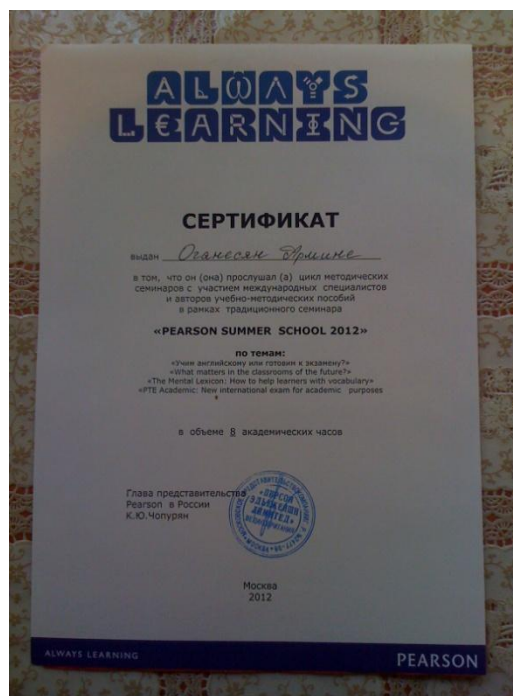 ALWAYS
LEARNING
СЕРТИФИКАТ
выдан Оганесян Армине
в том, что он (она) прослушал (а) цикл методических
семинаров с участием международных специалистов
и авторов учебно-методических пособий
в рамках традиционного семинара
«PEARSON SUMMER SCHOOL 2012»
по темам:
«Учим английскому или готовим к экзамену?»
«What matters in the classrooms of the future?»
«The Mental Lexicon: How to help learners with vocabulary»
«PTE Academic: New international exam for academic purposes
в объеме 8 академических часов
Глава представительства
Pearson в России
К.Ю.Чопурян
«ПИРСОН
ЭДЬЮКЕЙШН
ЛИМИТЕД»
Москва
2012
ALWAYS LEARNING
PEARSON